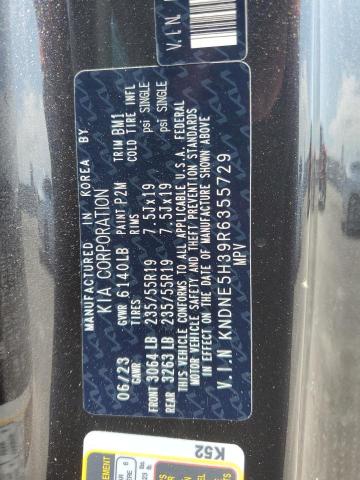 MANUFACTURED IN KOREA BY
KIA CORPORATION
06/23 GVWR 6140LB PAINT P2M TRIM BM1
GAWR TIRES RIMS COLD TIRE INFL
FRONT 3064 LB 235/55R19 7.5Jx19 psi SINGLE
REAR 3263 LB 235/55R19 7.5Jx19 psi SINGLE
THIS VEHICLE CONFORMS TO ALL APPLICABLE U.S.A. FEDERAL
MOTOR VEHICLE SAFETY AND THEFT PREVENTION STANDARDS
IN EFFECT ON THE DATE OF MANUFACTURE SHOWN ABOVE
V.I.N KNDNE5H39R6355729
MPV
V.I.N
K52